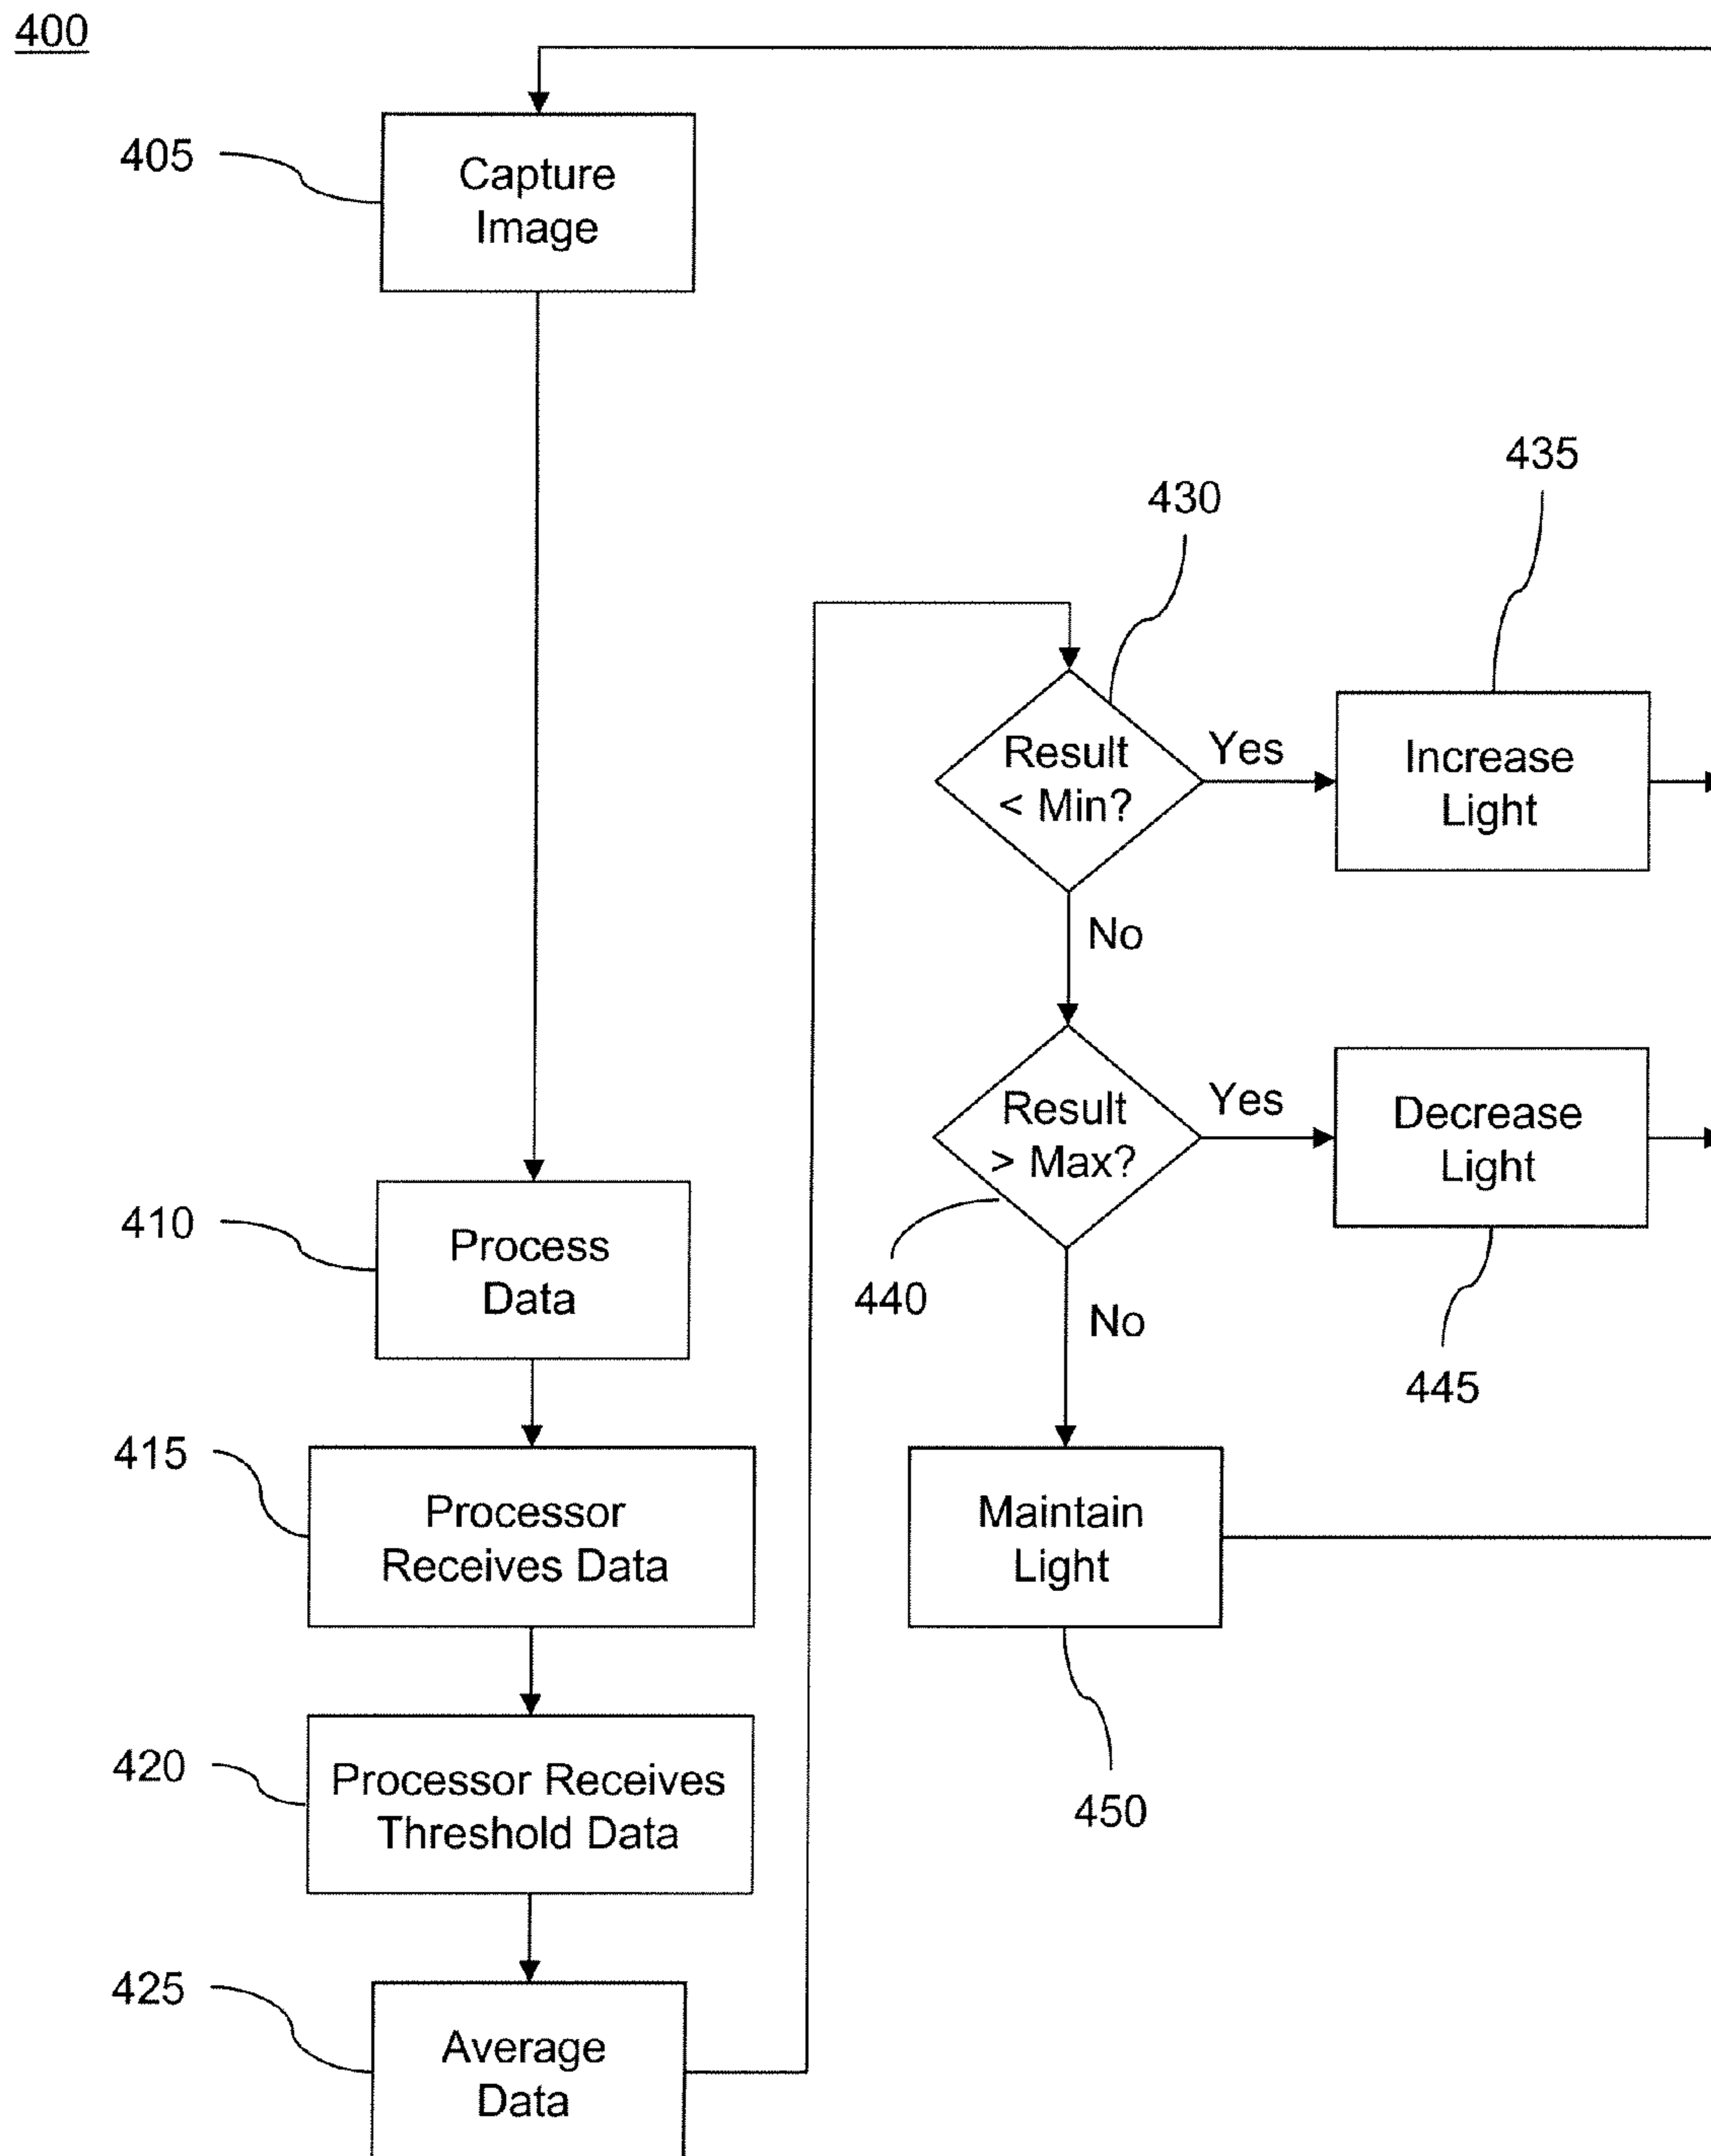 400
405
Capture
Image
410
Process
Data
415
Processor
Receives Data
420
Processor Receives
Threshold Data
425
Average
Data
430
Result
< Min?
Yes
435
Increase
Light
No
440
Result
> Max?
Yes
Decrease
Light
445
No
Maintain
Light
450